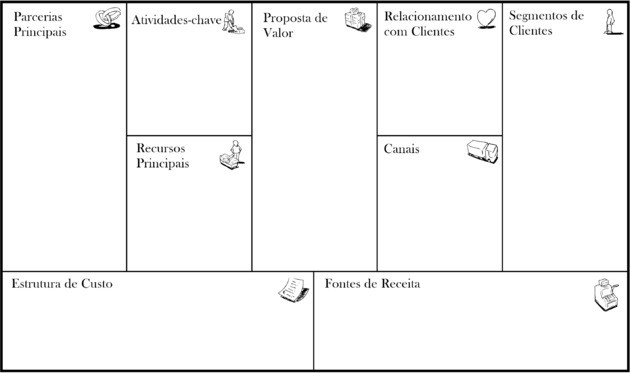 Parcerias
Principais
Atividades-chave
Recursos
Principais
Proposta de
Valor
Relacionamento
com Clientes
Canais
Segmentos de
Clientes
Estrutura de Custo
Fontes de Receita